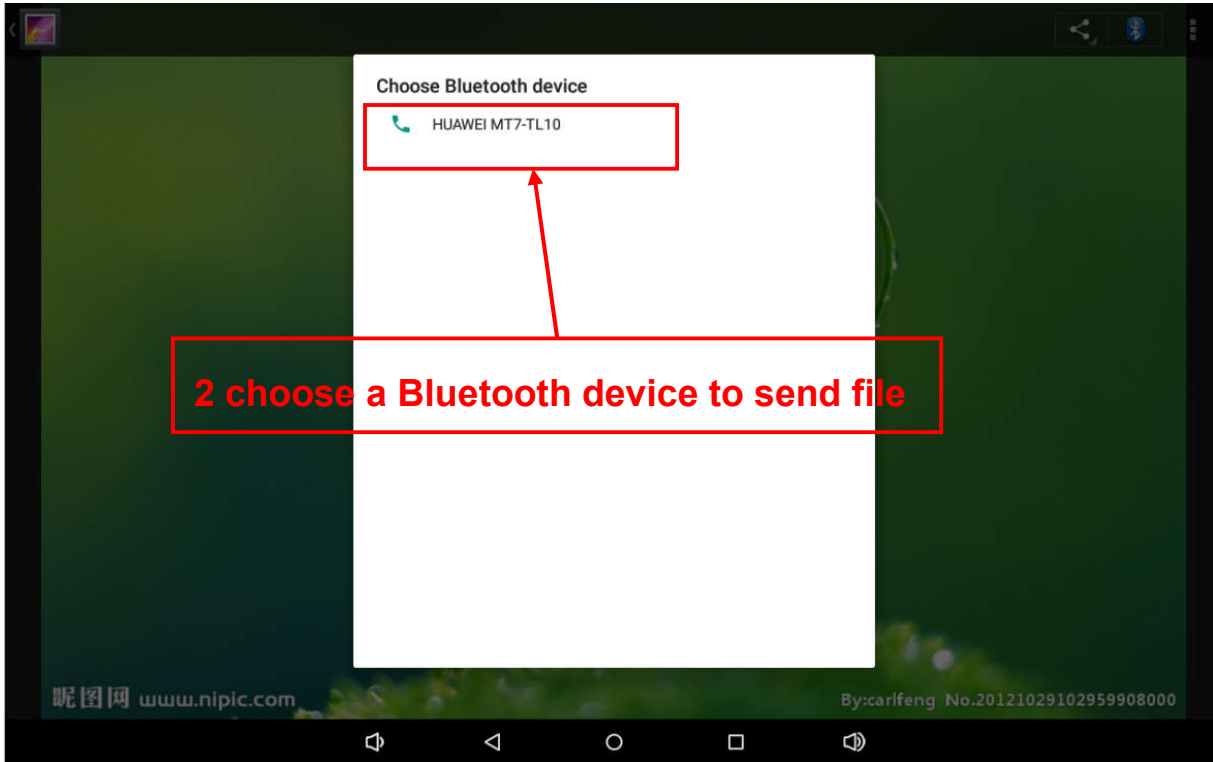 Choose Bluetooth device
HUAWEI MT7-TL10
2 choose a Bluetooth device to send file
昵图网 www.nipic.com
By:carlfeng No.20121029102959908000